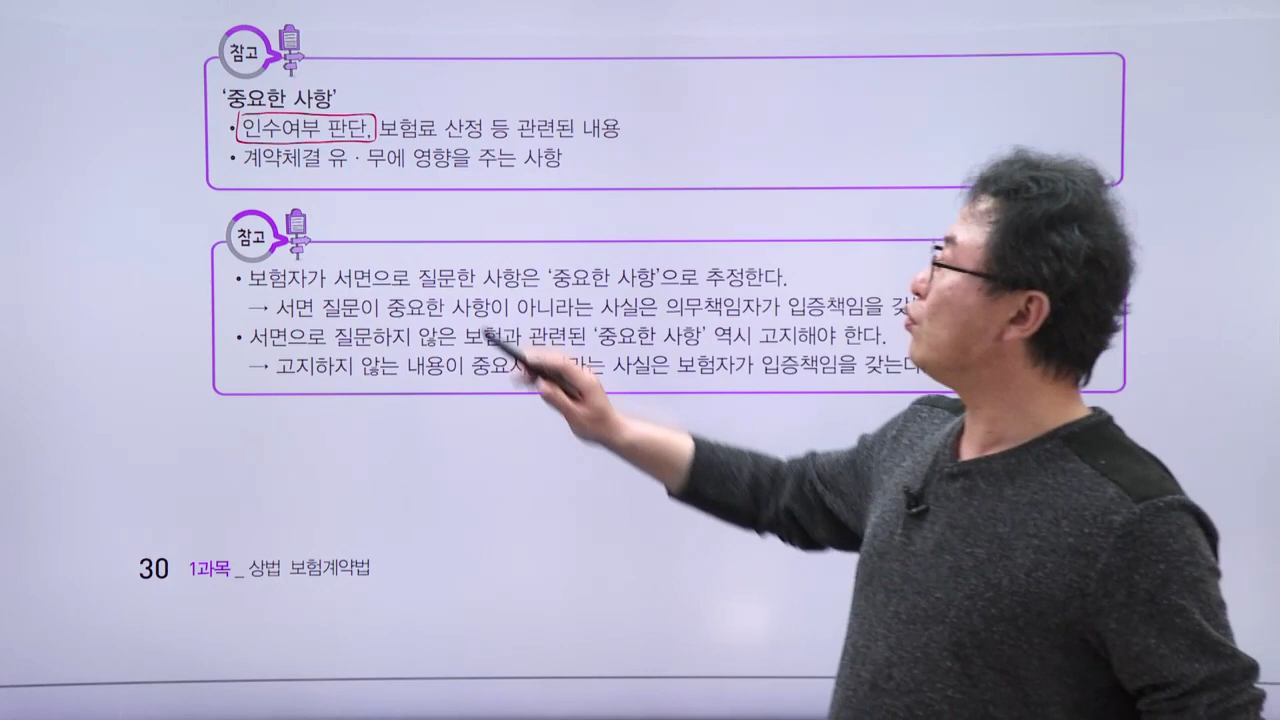 참고
'중요한 사항'
• 인수여부 판단, 보험료 산정 등 관련된 내용
• 계약체결 유·무에 영향을 주는 사항
참고
• 보험자가 서면으로 질문한 사항은 '중요한 사항'으로 추정한다.
→ 서면 질문이 중요한 사항이 아니라는 사실은 의무책임자가 입증책임을
• 서면으로 질문하지 않은 보험과 관련된 '중요한 사항' 역시 고지해야 한다.
→ 고지하지 않는 내용이 사실은 보험자가 입증책임을 갖는다
30 1과목 _ 상법 보험계약법